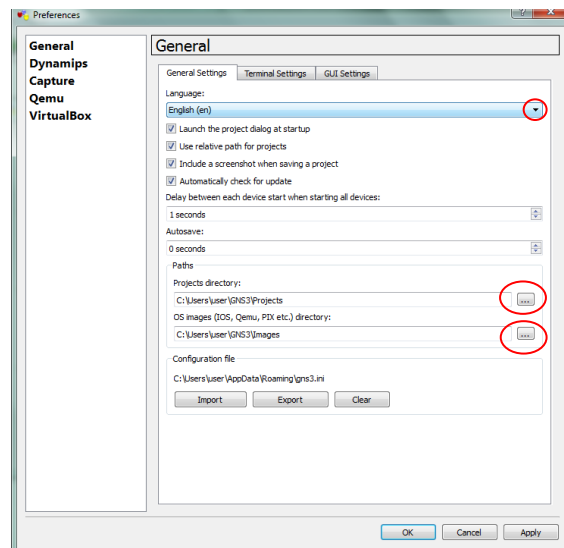 Preferences
General
Dynamips
Capture
Qemu
VirtualBox
General
General Settings Terminal Settings GUI Settings
Language:
English (en)
Launch the project dialog at startup
Use relative path for projects
Include a screenshot when saving a project
Automatically check for update
Delay between each device start when starting all devices:
1 seconds
Autosave:
0 seconds
Paths
Projects directory:
C:\Users\user\GNS3\Projects
...
OS images (IOS, Qemu, PIX etc.) directory:
C:\Users\user\GNS3\Images
...
Configuration file
C:\Users\user\AppData\Roaming\gns3.ini
Import Export Clear
OK Cancel Apply